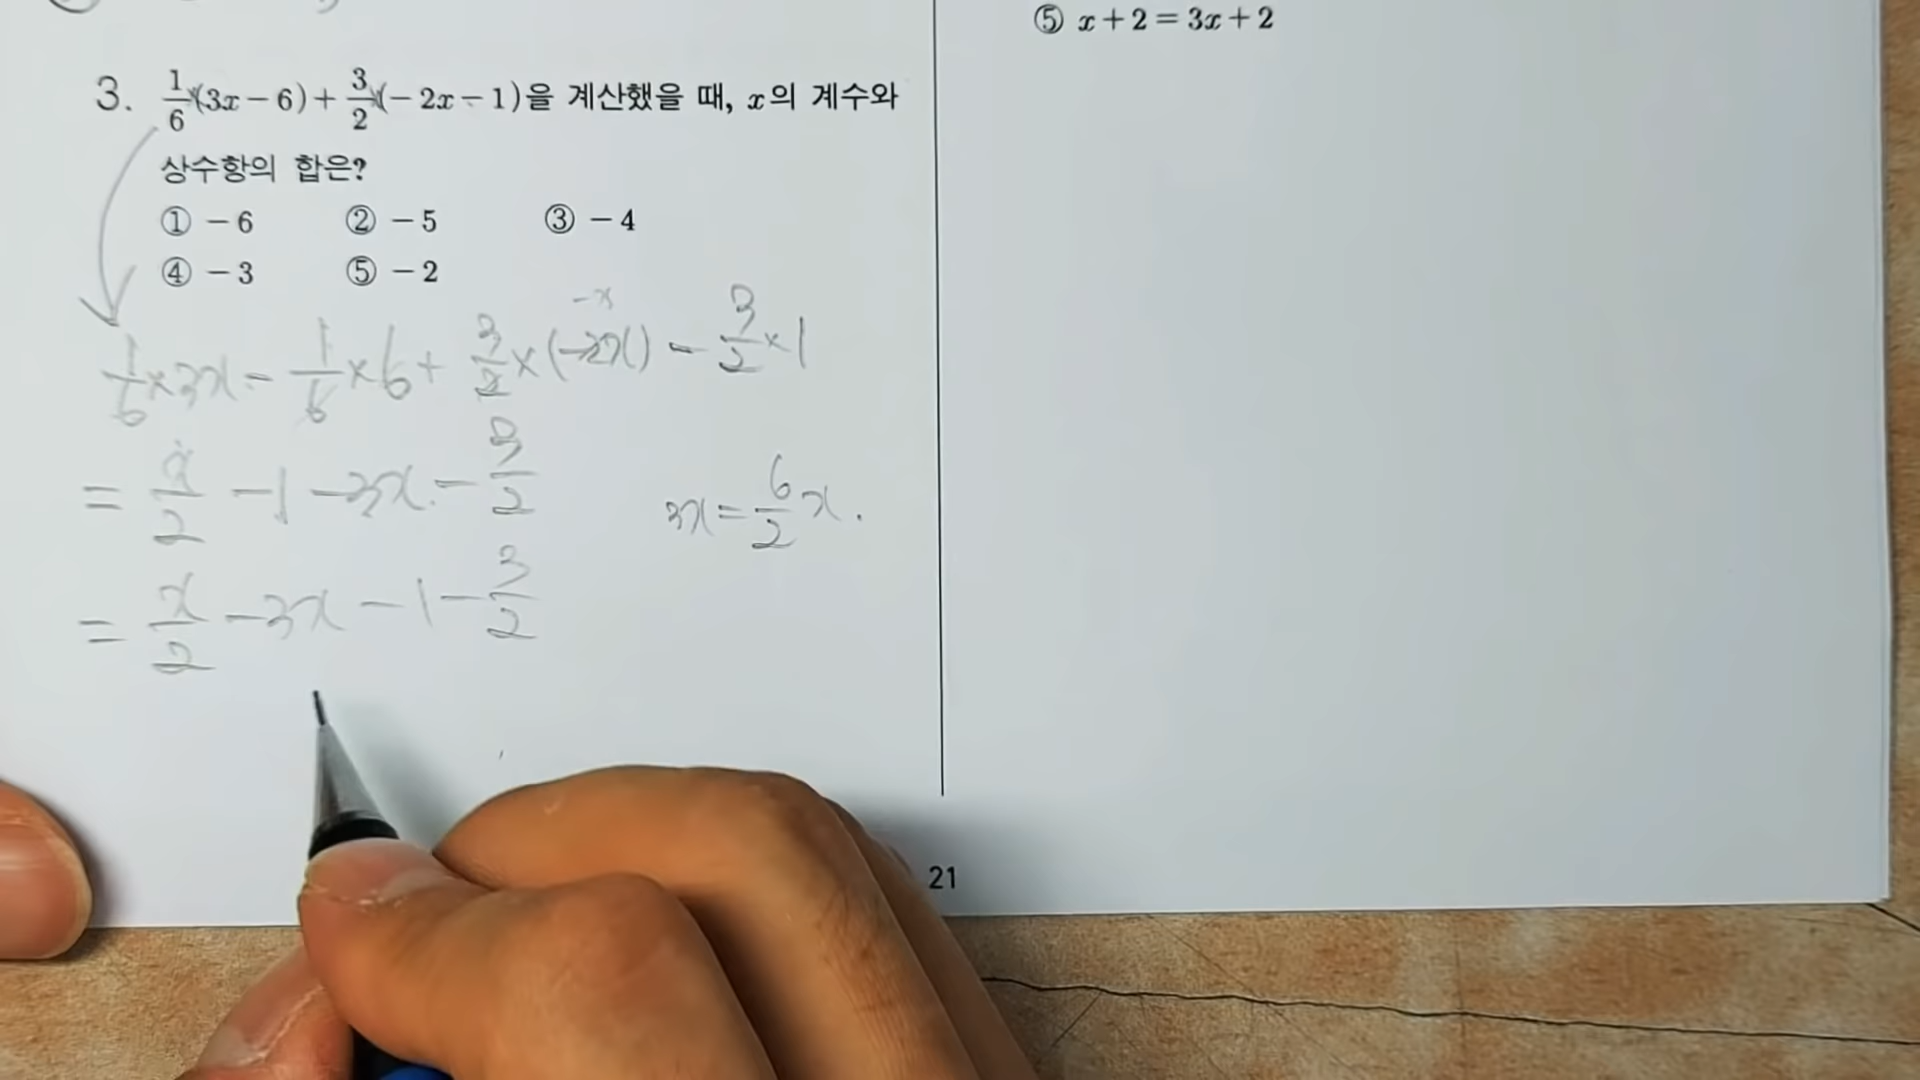 3. 1/6(3x-6)+3/2(-2x-1)을 계산했을 때, x의 계수와
상수항의 합은?
① -6 ② -5 ③ -4
④ -3 ⑤ -2
-x
1/6×3x-1/6×6+3/2×(-2x)-3/2×1
=x/2-1-3x-3/2
3x=6/2x.
=x/2-3x-1-3/2
⑤ x+2=3x+2
21